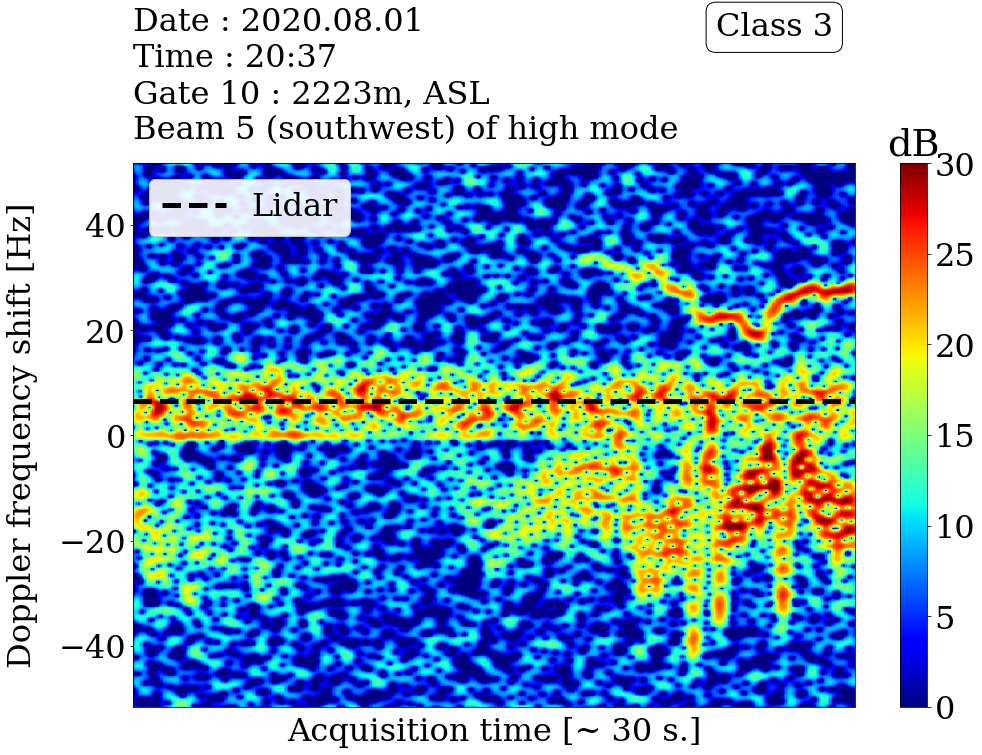 Date : 2020.08.01
Time : 20:37
Gate 10 : 2223m, ASL
Beam 5 (southwest) of high mode
Class 3
dB
Lidar
Doppler frequency shift [Hz]
40
20
0
−20
−40
30
25
20
15
10
5
0
Acquisition time [~ 30 s.]